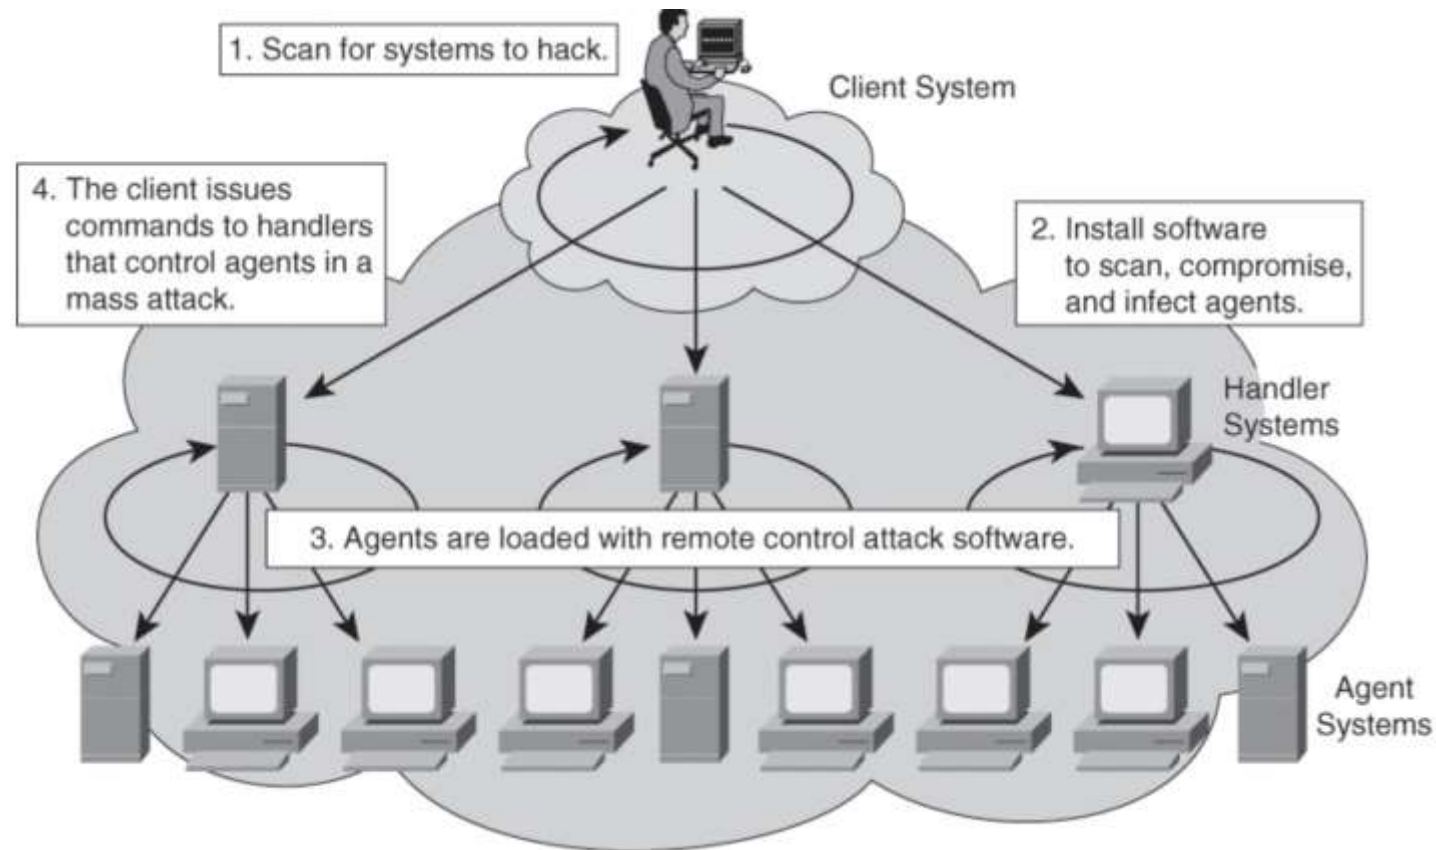 1. Scan for systems to hack.
Client System
4. The client issues
commands to handlers
that control agents in a
mass attack.
2. Install software
to scan, compromise,
and infect agents.
Handler
Systems
3. Agents are loaded with remote control attack software.
Agent
Systems